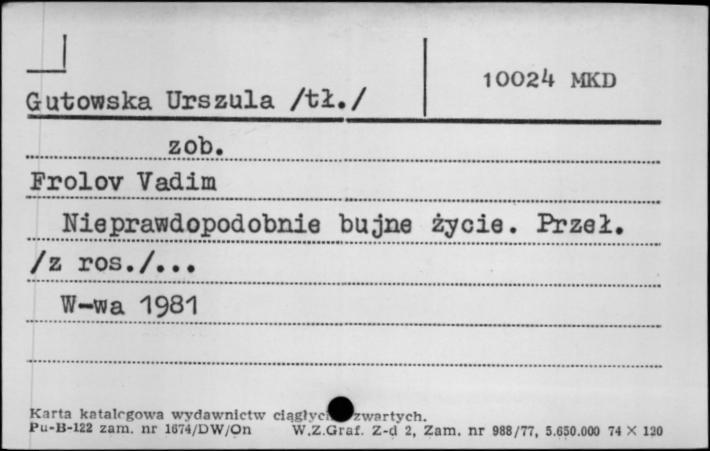 10024 MKD
Gutowska Urszula /tł./
zob.
Frolov Vadim
Nieprawdopodobnie bujne życie. Przeł.
/z ros./...
W-wa 1981
Karta katalogowa wydawnictw ciągłych zwartych.
Pu-B-122 zam. nr 1674/DW/On W.Z.Graf. Z-d 2, Zam. nr 988/77, 5.650.000 74 × 120